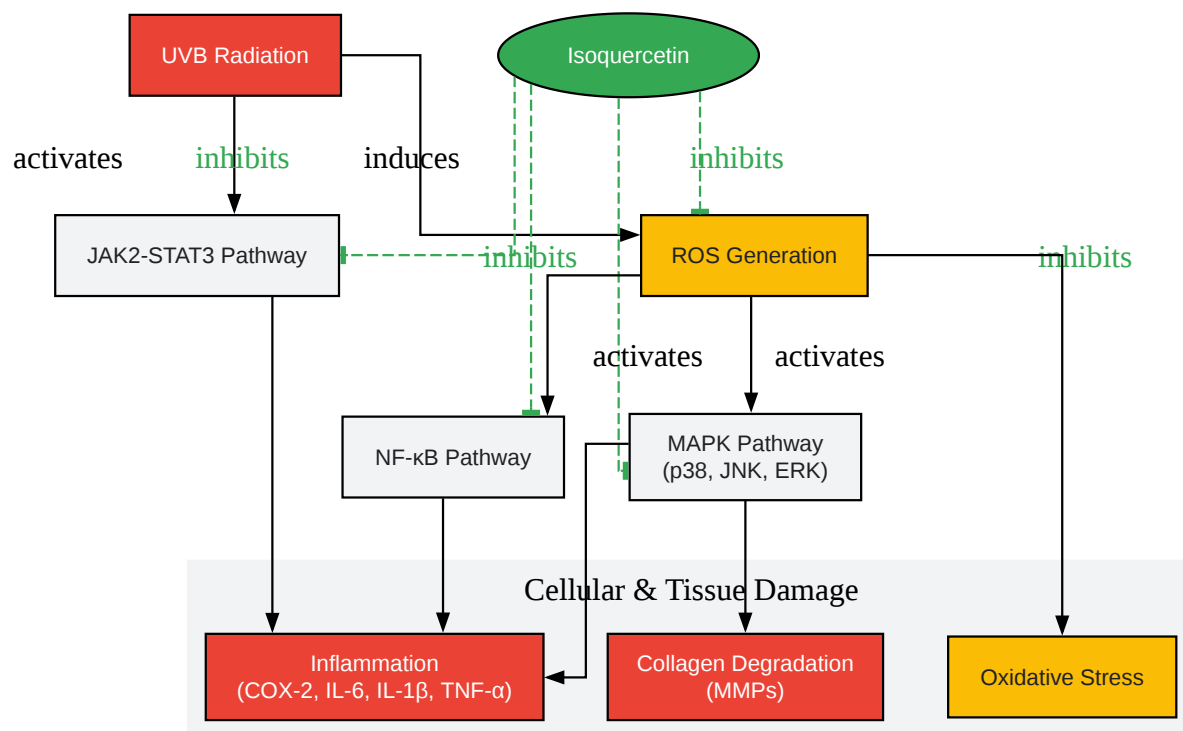 UVB Radiation
Isoquercetin
activates
inhibits
induces
inhibits
JAK2-STAT3 Pathway
inhibits
ROS Generation
inhibits
activates
activates
NF-κB Pathway
MAPK Pathway
(p38, JNK, ERK)
Cellular & Tissue Damage
Inflammation
(COX-2, IL-6, IL-1β, TNF-α)
Collagen Degradation
(MMPs)
Oxidative Stress